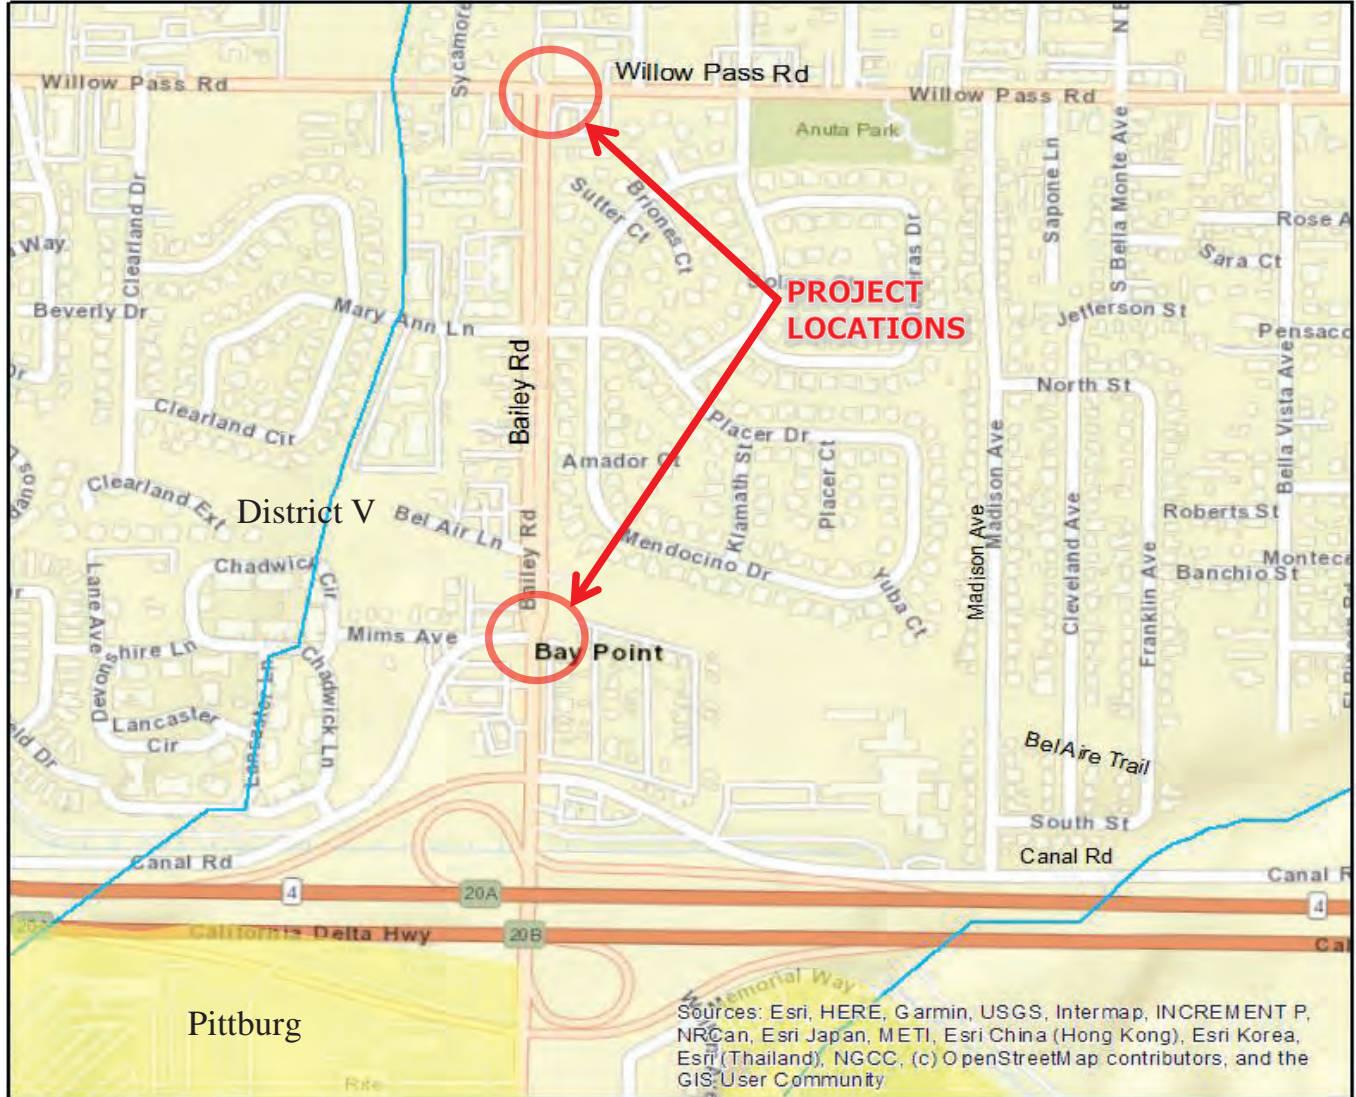 Sycamore
N B
Willow Pass Rd
Willow Pass Rd
Willow Pass Rd
Anuta Park
Clearland Dr
Sutter Ct
Briones Ct
Sapone Ln
S Bella Monte Ave
Rose A
Way
Sara Ct
Beverly Dr
Mary Ann Ln
PROJECT
LOCATIONS
Jefferson St
Pensaco
Dr
Bailey Rd
North St
Bella Vista Ave
Clearland Cir
Placer Dr
Amador Ct
Klamath St
Placer Ct
Madison Ave
Madison Ave
Clearland Ext
District V
Bel Air Ln
Bailey Rd
Cleveland Ave
Roberts St
Mendocino Dr
Franklin Ave
Montece
Banchio St
Chadwick Cir
Lane Ave
Yuba Ct
Mims Ave
Bay Point
Devonshire Ln
Chadwick Ln
Lancaster Ln
Lancaster
Cir
eld Dr
BelAire Trail
South St
Canal Rd
Canal Rd
Canal R
4
20A
4
California Delta Hwy
20B
Cal
Memorial Way
Pittburg
Rite
Sources: Esri, HERE, Garmin, USGS, Intermap, INCREMENT P,
NRCan, Esri Japan, METI, Esri China (Hong Kong), Esri Korea,
Esri (Thailand), NGCC, (c) OpenStreetMap contributors, and the
GIS User Community